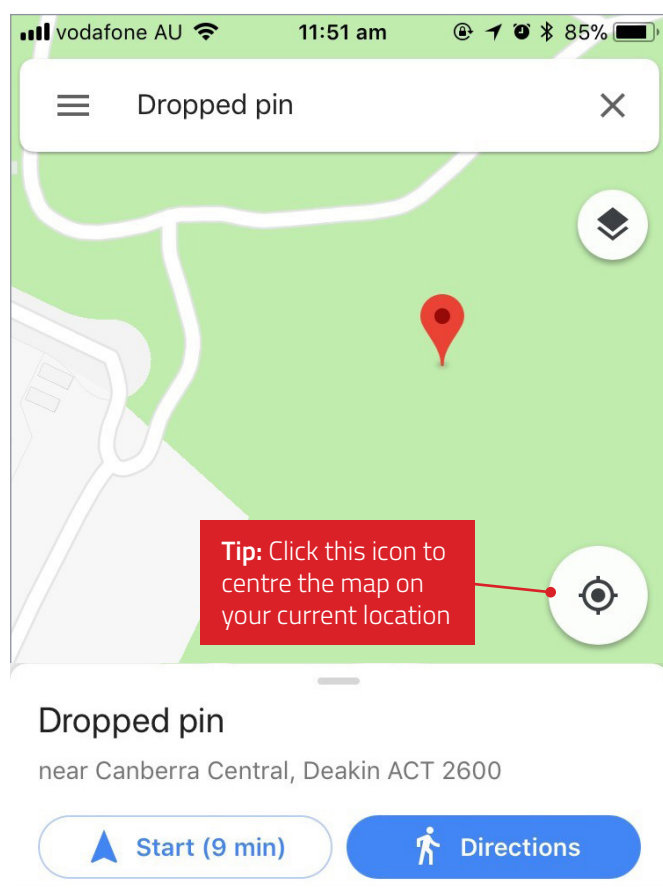 vodafone AU 11:51 am 85%
Dropped pin
Tip: Click this icon to
centre the map on
your current location
Dropped pin
near Canberra Central, Deakin ACT 2600
Start (9 min) Directions